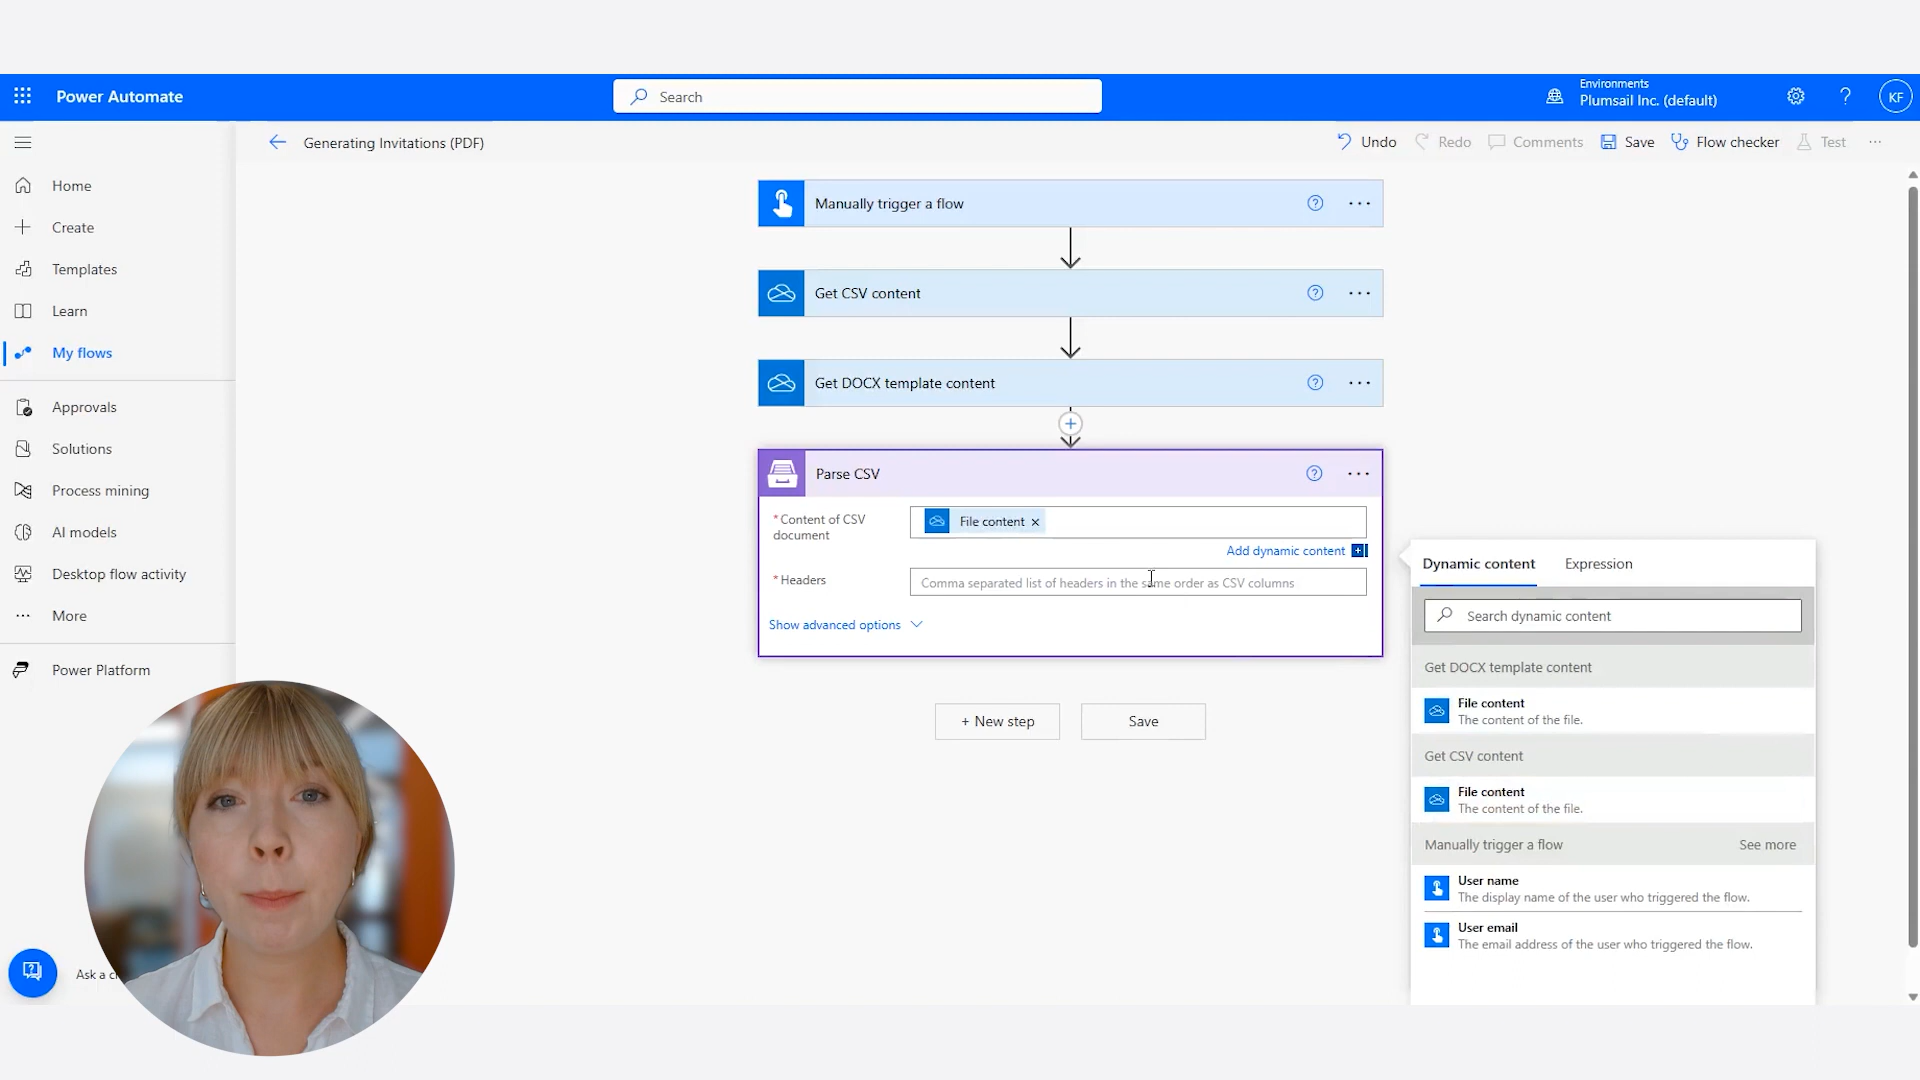 Power Automate
Search
Environments
Plumsail Inc. (default)
?
KF
Generating Invitations (PDF)
Undo
Redo
Comments
Save
Flow checker
Test
...
Home
Create
Templates
Learn
My flows
Approvals
Solutions
Process mining
AI models
Desktop flow activity
... More
Power Platform
Ask a
Manually trigger a flow
Get CSV content
Get DOCX template content
Parse CSV
* Content of CSV
document
File content ×
Add dynamic content
* Headers
Comma separated list of headers in the same order as CSV columns
Show advanced options
+ New step
Save
Dynamic content
Expression
Search dynamic content
Get DOCX template content
File content
The content of the file.
Get CSV content
File content
The content of the file.
Manually trigger a flow
See more
User name
The display name of the user who triggered the flow.
User email
The email address of the user who triggered the flow.